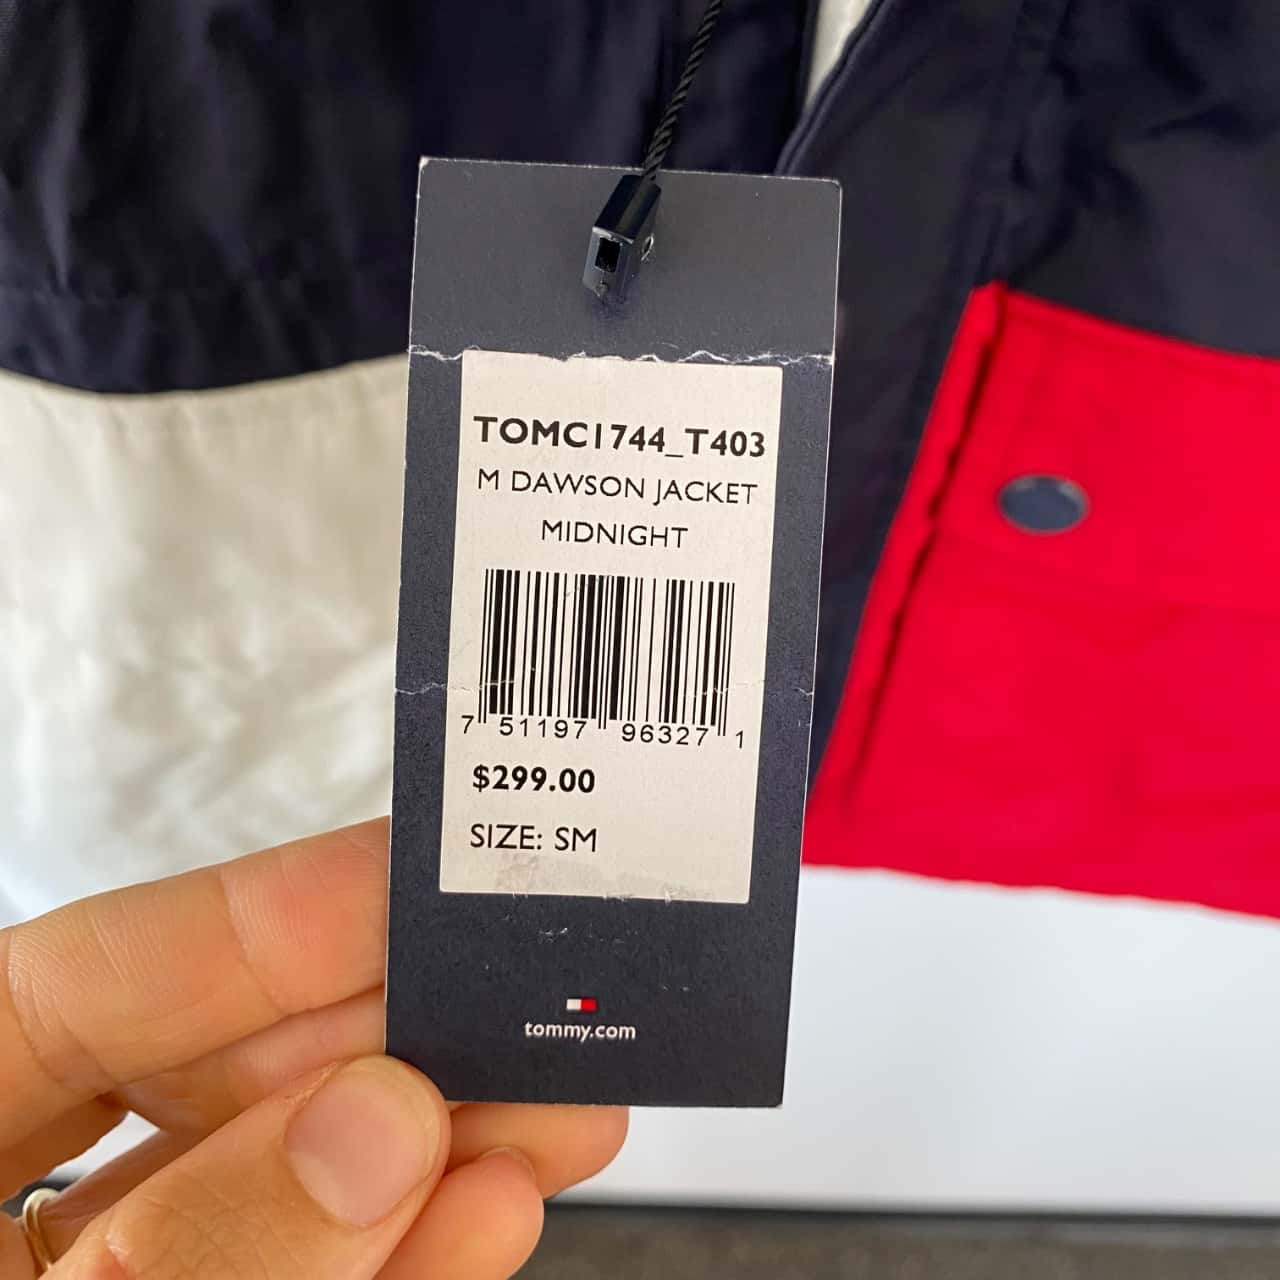 TOMC1744_T403
M DAWSON JACKET
MIDNIGHT
7 51197 96327 1
$299.00
SIZE: SM
tommy.com